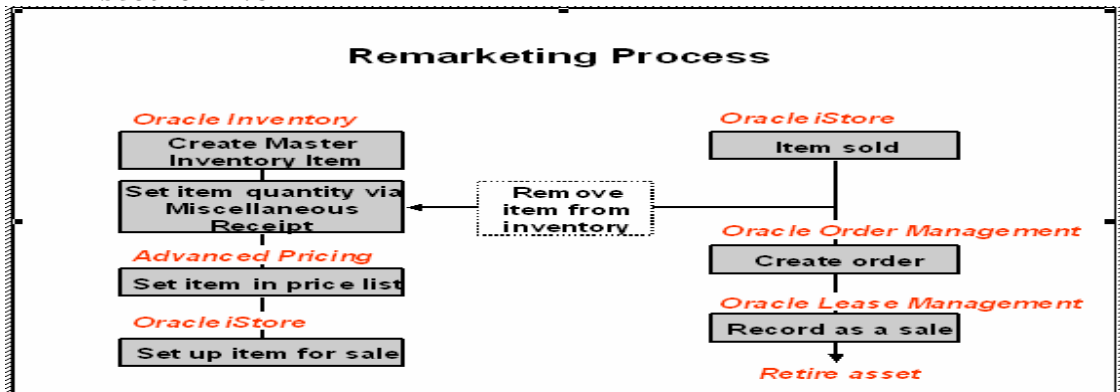 Remarketing Process
Oracle Inventory
Create Master
Inventory Item
Set item quantity via
Miscellaneous
Receipt
Advanced Pricing
Set item in price list
Oracle iStore
Set up item for sale
Remove
item from
inventory
Oracle iStore
Item sold
Oracle Order Management
Create order
Oracle Lease Management
Record as a sale
Retire asset